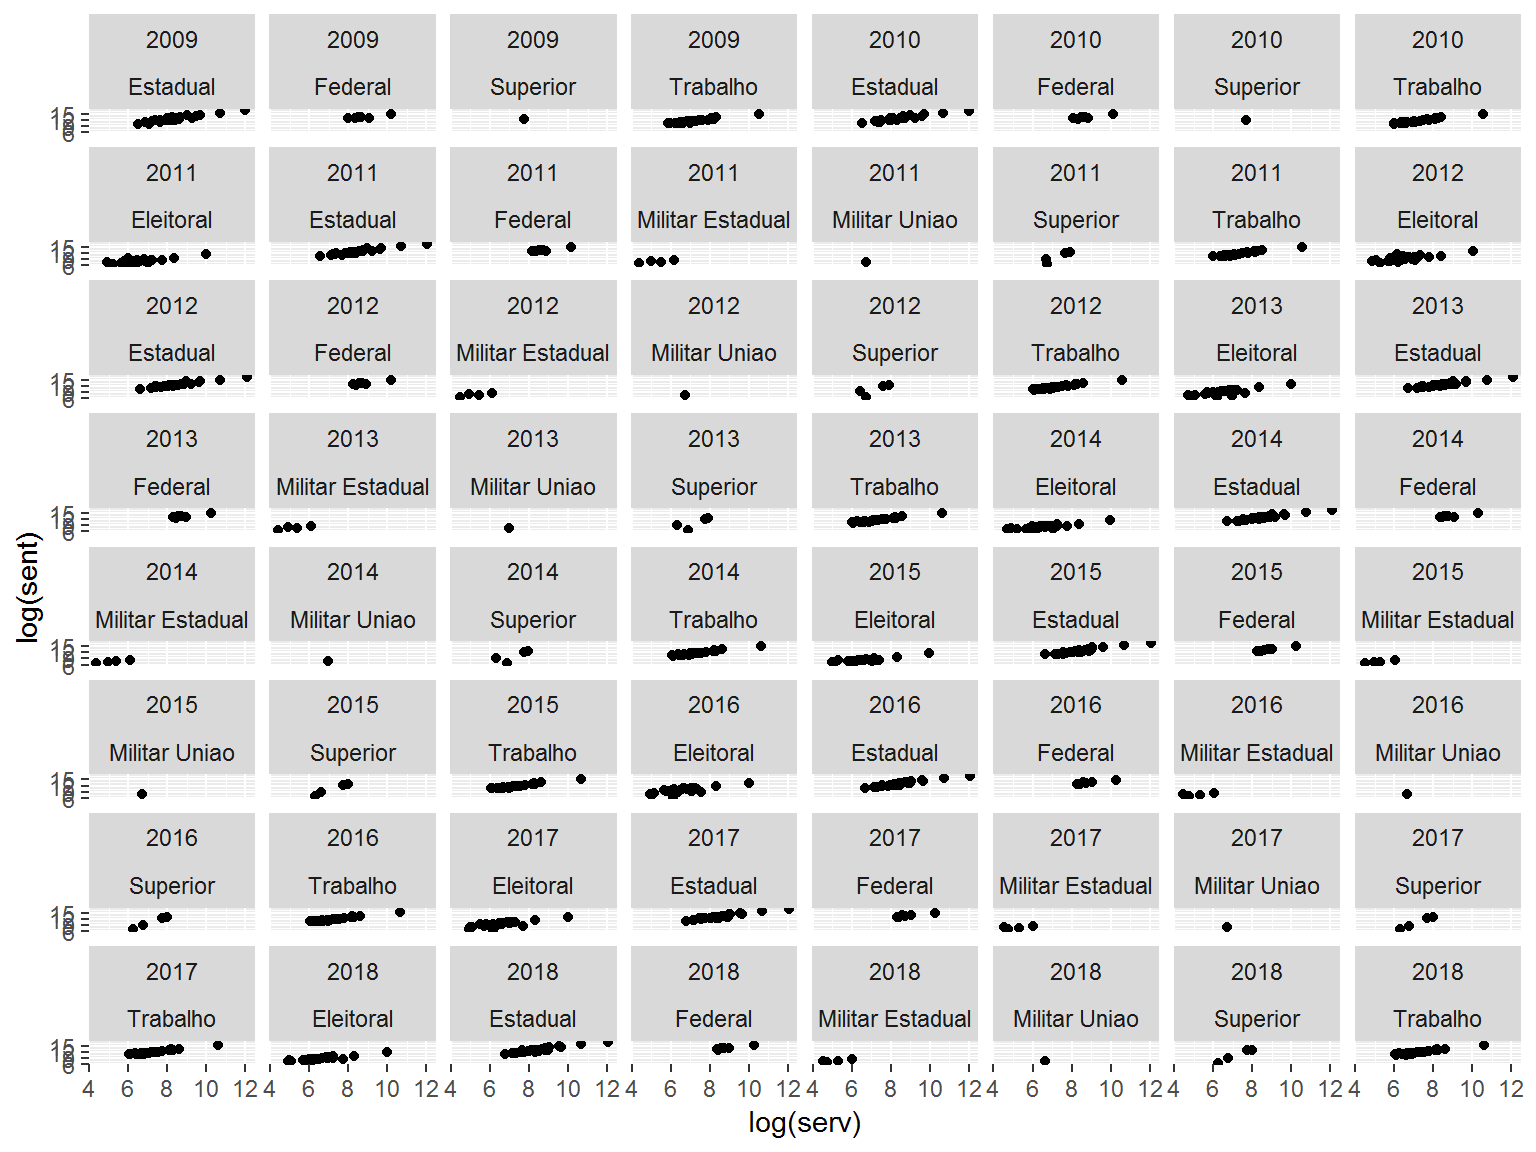 2009 2009 2009 2009 2010 2010 2010 2010
Estadual Federal Superior Trabalho Estadual Federal Superior Trabalho
15
2011 2011 2011 2011 2011 2011 2011 2012
Eleitoral Estadual Federal Militar Estadual Militar Uniao Superior Trabalho Eleitoral
15
2012 2012 2012 2012 2012 2012 2013 2013
Estadual Federal Militar Estadual Militar Uniao Superior Trabalho Eleitoral Estadual
15
2013 2013 2013 2013 2013 2014 2014 2014
Federal Militar Estadual Militar Uniao Superior Trabalho Eleitoral Estadual Federal
15
2014 2014 2014 2014 2015 2015 2015 2015
Militar Estadual Militar Uniao Superior Trabalho Eleitoral Estadual Federal Militar Estadual
15
2015 2015 2015 2016 2016 2016 2016 2016
Militar Uniao Superior Trabalho Eleitoral Estadual Federal Militar Estadual Militar Uniao
15
2016 2016 2017 2017 2017 2017 2017 2017
Superior Trabalho Eleitoral Estadual Federal Militar Estadual Militar Uniao Superior
15
2017 2018 2018 2018 2018 2018 2018 2018
Trabalho Eleitoral Estadual Federal Militar Estadual Militar Uniao Superior Trabalho
15
4 6 8 10 12 4 6 8 10 12 4 6 8 10 12 4 6 8 10 12 4 6 8 10 12 4 6 8 10 12 4 6 8 10 12 4 6 8 10 12
log(serv)
log(sent)